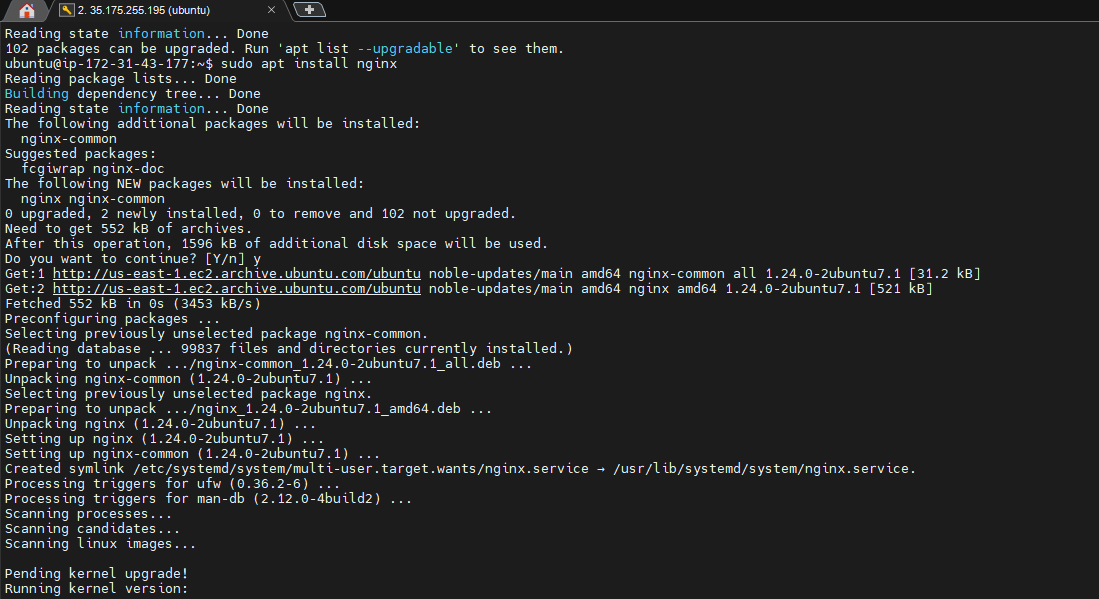 2. 35.175.255.195 (ubuntu)
Reading state information... Done
102 packages can be upgraded. Run 'apt list --upgradable' to see them.
ubuntu@ip-172-31-43-177:~$ sudo apt install nginx
Reading package lists... Done
Building dependency tree... Done
Reading state information... Done
The following additional packages will be installed:
  nginx-common
Suggested packages:
  fcgiwrap nginx-doc
The following NEW packages will be installed:
  nginx nginx-common
0 upgraded, 2 newly installed, 0 to remove and 102 not upgraded.
Need to get 552 kB of archives.
After this operation, 1596 kB of additional disk space will be used.
Do you want to continue? [Y/n] y
Get:1 http://us-east-1.ec2.archive.ubuntu.com/ubuntu noble-updates/main amd64 nginx-common all 1.24.0-2ubuntu7.1 [31.2 kB]
Get:2 http://us-east-1.ec2.archive.ubuntu.com/ubuntu noble-updates/main amd64 nginx amd64 1.24.0-2ubuntu7.1 [521 kB]
Fetched 552 kB in 0s (3453 kB/s)
Preconfiguring packages ...
Selecting previously unselected package nginx-common.
(Reading database ... 99837 files and directories currently installed.)
Preparing to unpack .../nginx-common_1.24.0-2ubuntu7.1_all.deb ...
Unpacking nginx-common (1.24.0-2ubuntu7.1) ...
Selecting previously unselected package nginx.
Preparing to unpack .../nginx_1.24.0-2ubuntu7.1_amd64.deb ...
Unpacking nginx (1.24.0-2ubuntu7.1) ...
Setting up nginx (1.24.0-2ubuntu7.1) ...
Setting up nginx-common (1.24.0-2ubuntu7.1) ...
Created symlink /etc/systemd/system/multi-user.target.wants/nginx.service → /usr/lib/systemd/system/nginx.service.
Processing triggers for ufw (0.36.2-6) ...
Processing triggers for man-db (2.12.0-4build2) ...
Scanning processes...
Scanning candidates...
Scanning linux images...

Pending kernel upgrade!
Running kernel version: